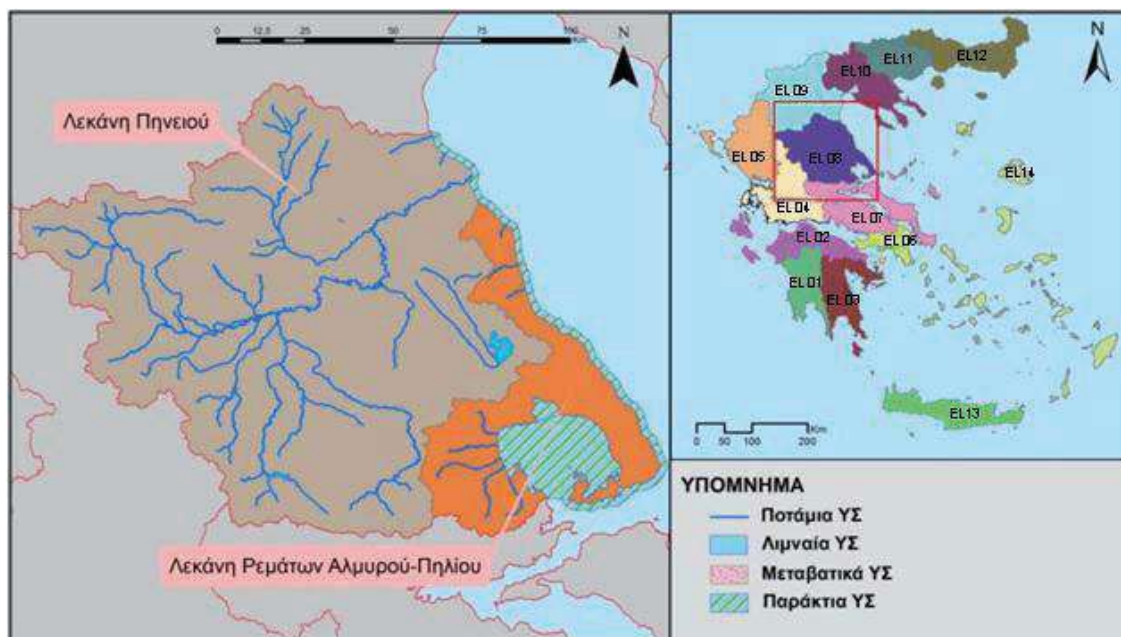 0 12,5 25 50 75 100
Km
N
Λεκάνη Πηνειού
Λεκάνη Ρεμάτων Αλμυρού-Πηλίου
N
EL12
EL11
EL10
EL09
EL05
EL08
EL14
EL04
EL07
EL06
EL02
EL01
EL03
EL13
Km
0 50 100 200
ΥΠΟΜΝΗΜΑ
Ποτάμια ΥΣ
Λιμναία ΥΣ
Μεταβατικά ΥΣ
Παράκτια ΥΣ